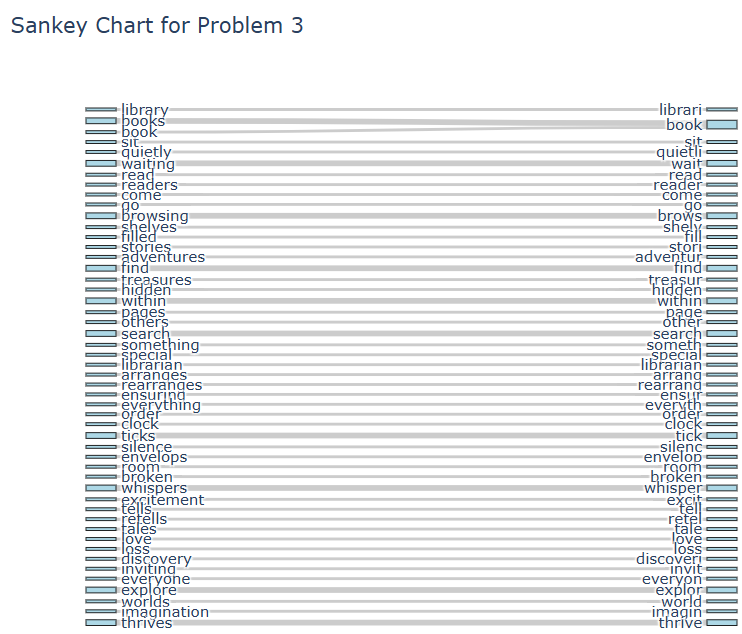 Sankey Chart for Problem 3
library librari
books book
book
sit sit
quietly quietli
waiting wait
read read
readers reader
come come
go go
browsing brows
shelves shelv
filled fill
stories stori
adventures adventur
find find
treasures treasur
hidden hidden
within within
pages page
others other
search search
something someth
special special
librarian librarian
arranges arrang
rearranges rearrang
ensuring ensur
everything everyth
order order
clock clock
ticks tick
silence silenc
envelops envelop
room room
broken broken
whispers whisper
excitement excit
tells tell
retells retel
tales tale
love love
loss loss
discovery discoveri
inviting invit
everyone everyon
explore explor
worlds world
imagination imagin
thrives thrive